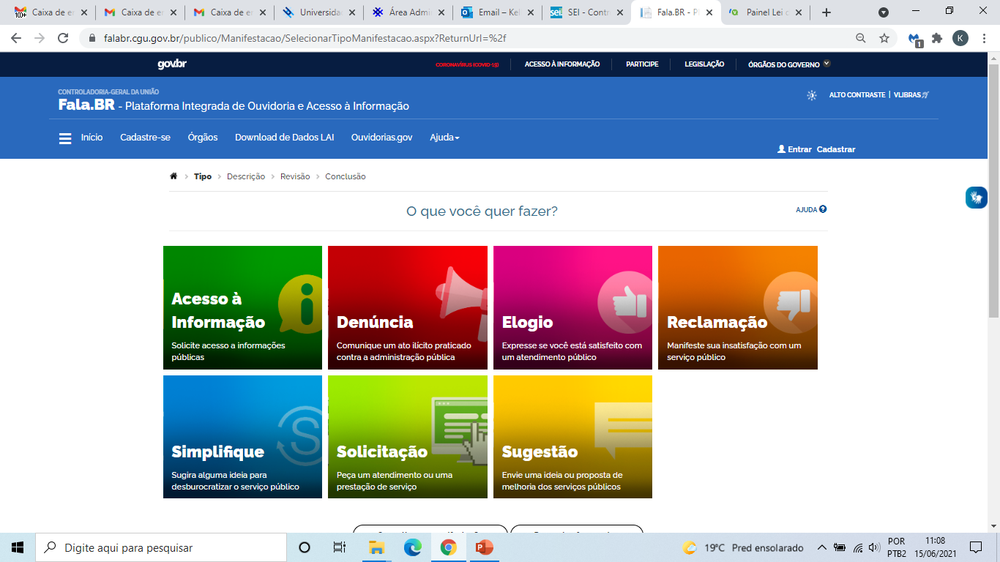 Caixa de en
Caixa de en
Caixa de en
Universidad
Área Admi
Email – Kel
SEI - Contr
Fala.BR - Pl
Painel Lei d
falabr.cgu.gov.br/publico/Manifestacao/SelecionarTipoManifestacao.aspx?ReturnUrl=%2f
K
1
gov.br
CORONAVÍRUS (COVID-19)
ACESSO À INFORMAÇÃO
PARTICIPE
LEGISLAÇÃO
ÓRGÃOS DO GOVERNO
CONTROLADORIA-GERAL DA UNIÃO
Fala.BR - Plataforma Integrada de Ouvidoria e Acesso à Informação
ALTO CONTRASTE | VLIBRAS
Início
Cadastre-se
Órgãos
Download de Dados LAI
Ouvidorias.gov
Ajuda
Entrar Cadastrar
Tipo > Descrição > Revisão > Conclusão
O que você quer fazer?
AJUDA
Acesso à
Informação
Solicite acesso a informações
públicas
Denúncia
Comunique um ato ilícito praticado
contra a administração pública
Elogio
Expresse se você está satisfeito com
um atendimento público
Reclamação
Manifeste sua insatisfação com um
serviço público
Simplifique
Sugira alguma ideia para
desburocratizar o serviço público
Solicitação
Peça um atendimento ou uma
prestação de serviço
Sugestão
Envie uma ideia ou proposta de
melhoria dos serviços públicos
Digite aqui para pesquisar
19°C Pred ensolarado
POR
PTB2
11:08
15/06/2021